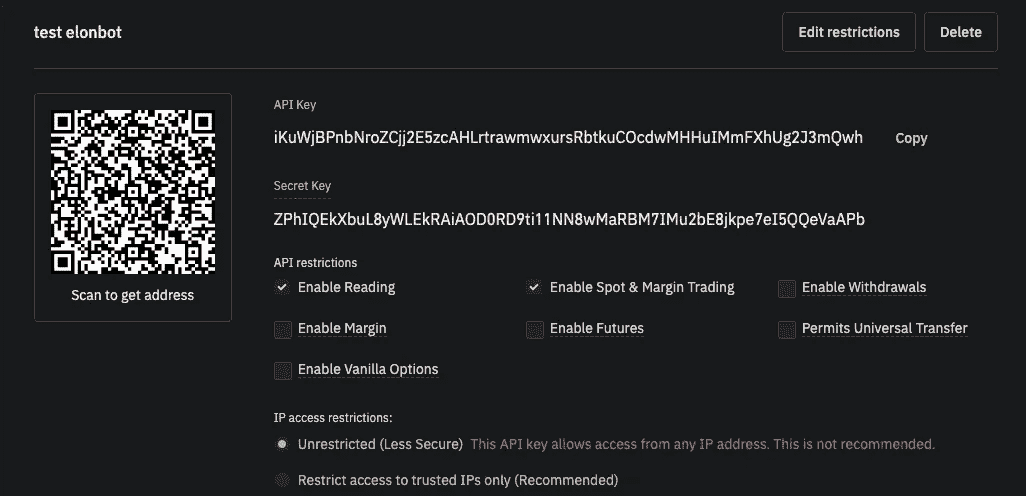 test elonbot
Edit restrictions
Delete
API Key
iKuWjBPnbNroZCjj2E5zcAHLrtrawmwxursRbtkuCOcdwMHHuIMmFXhUg2J3mQwh
Copy
Secret Key
ZPhIQEkXbuL8yWLEkRAiAOD0RD9ti11NN8wMaRBM7IMu2bE8jkpe7eI5QQeVaAPb
Scan to get address
API restrictions
Enable Reading
Enable Spot & Margin Trading
Enable Withdrawals
Enable Margin
Enable Futures
Permits Universal Transfer
Enable Vanilla Options
IP access restrictions:
Unrestricted (Less Secure) This API key allows access from any IP address. This is not recommended.
Restrict access to trusted IPs only (Recommended)